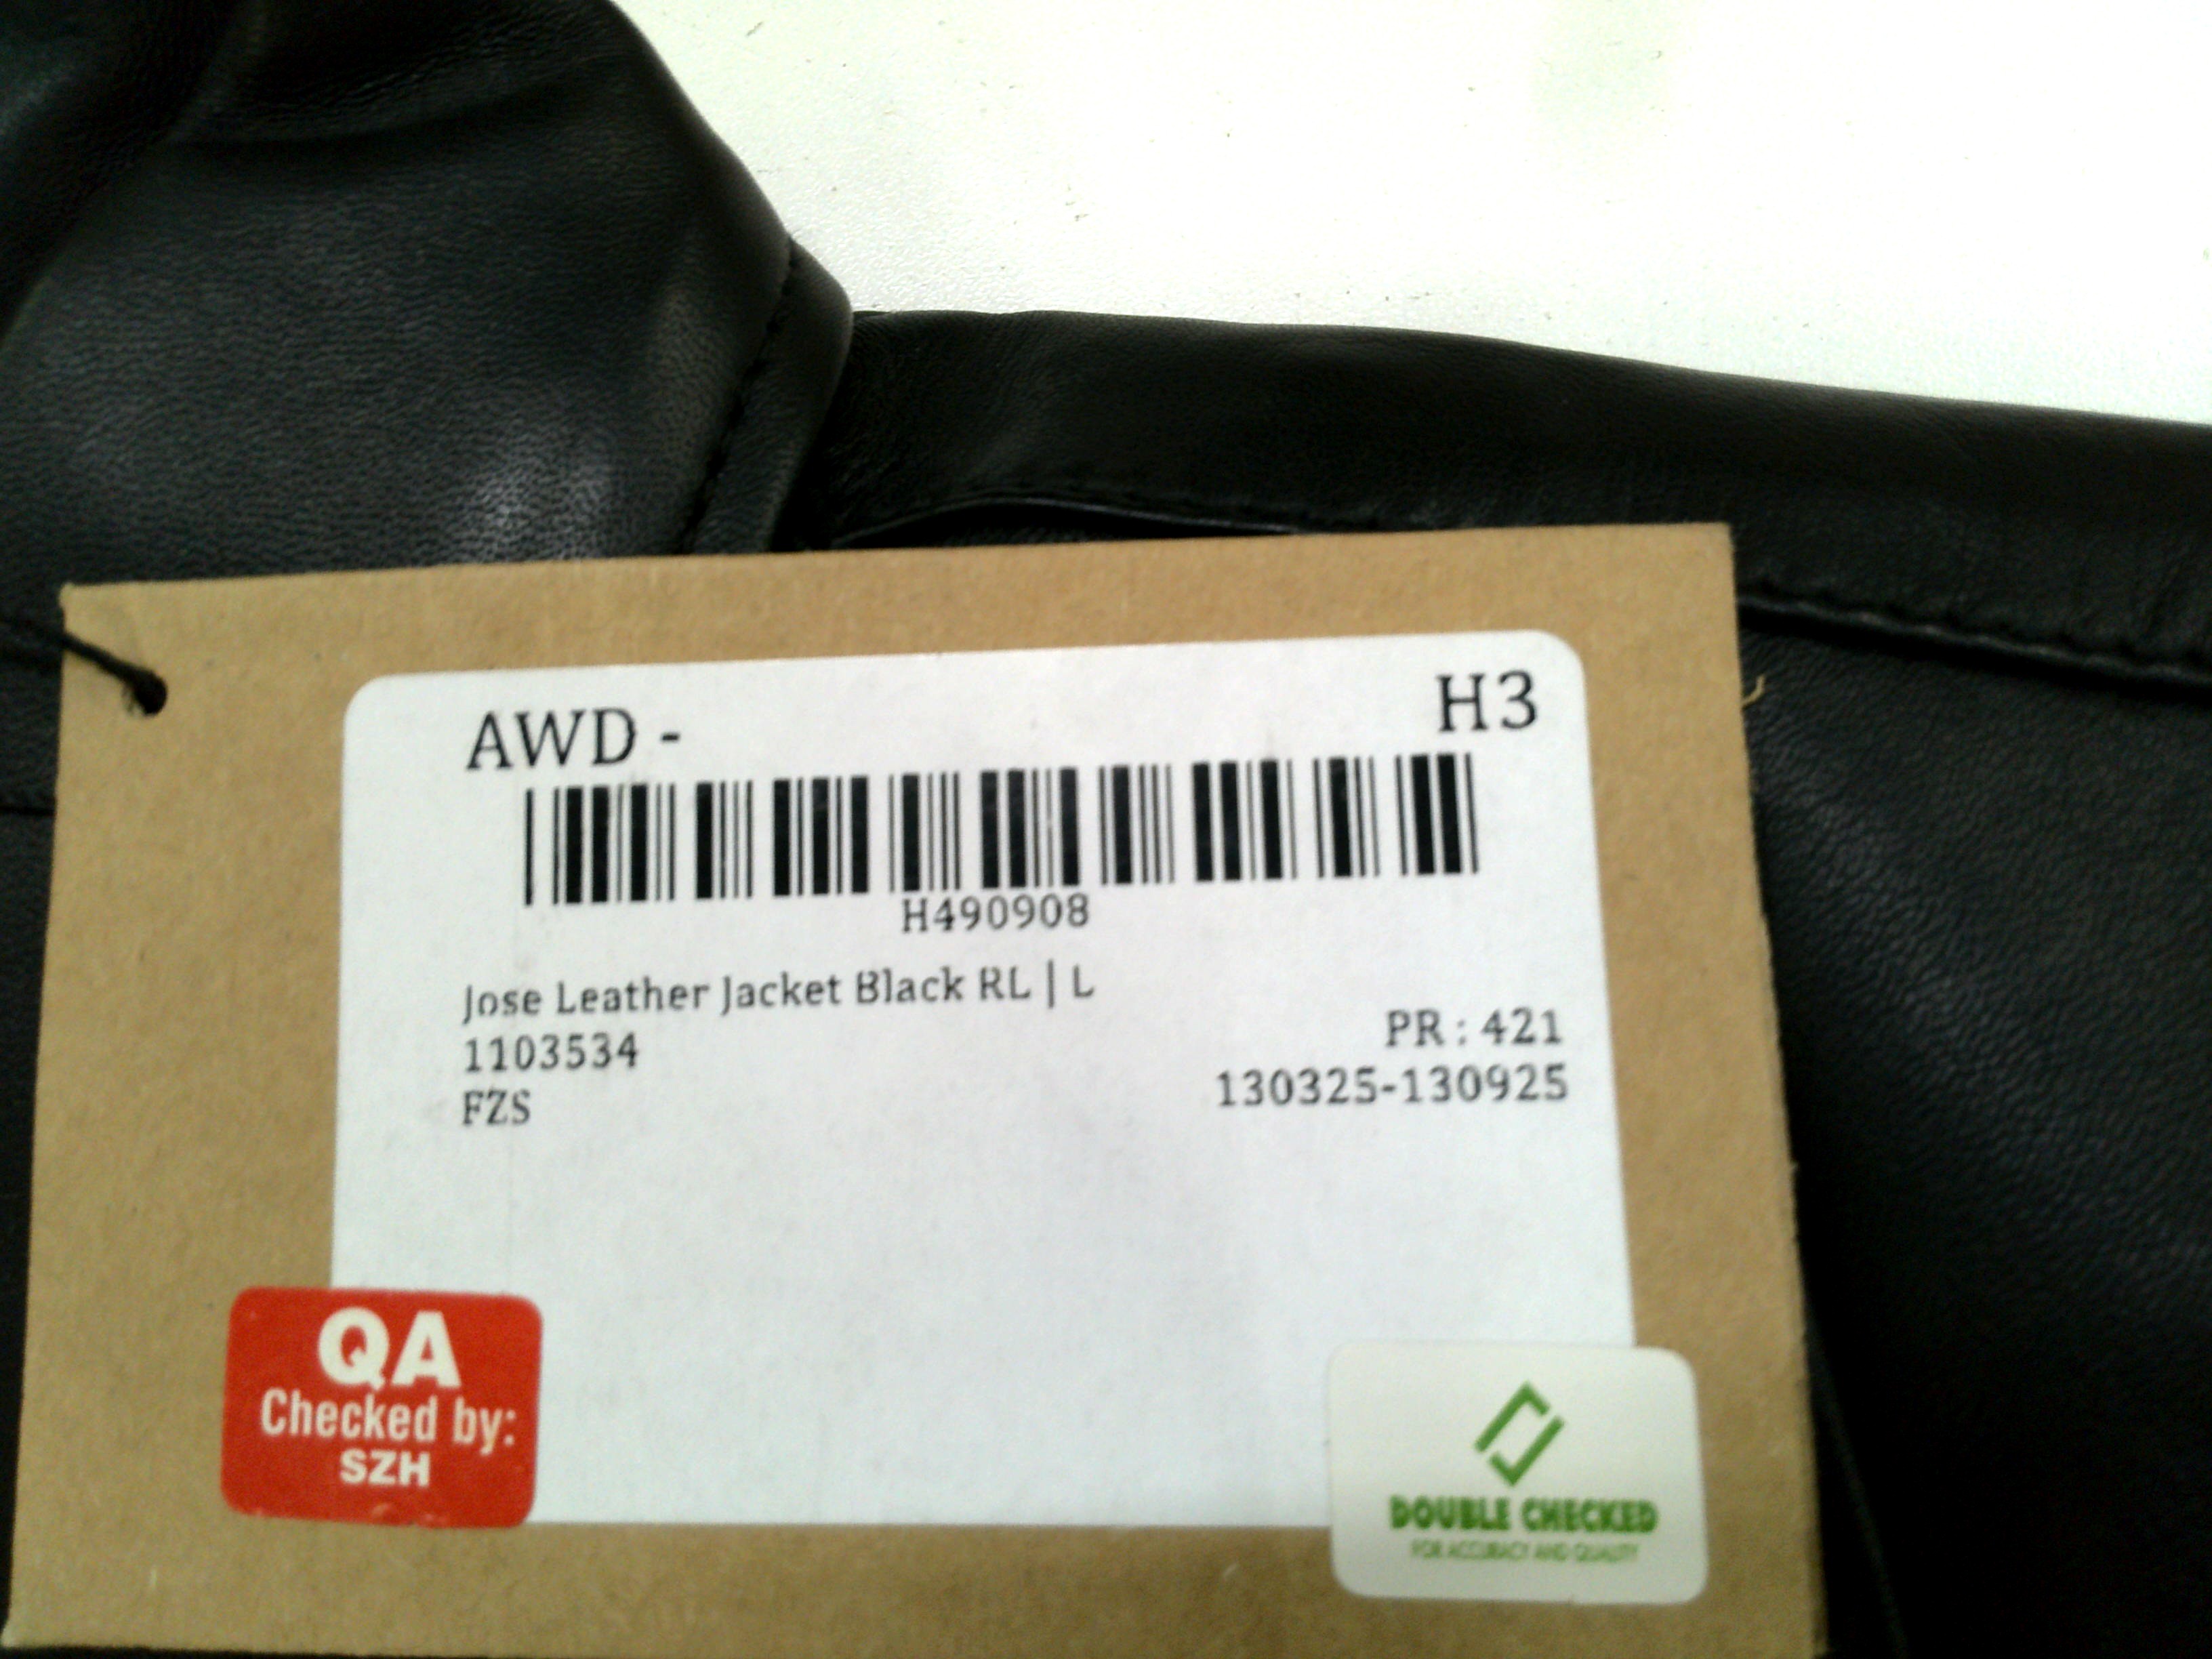 AWD -
H3
H490908
Jose Leather Jacket Black RL | L
1103534
PR : 421
FZS
130325-130925
QA
Checked by:
SZH
DOUBLE CHECKED
FOR ACCURACY AND QUALITY